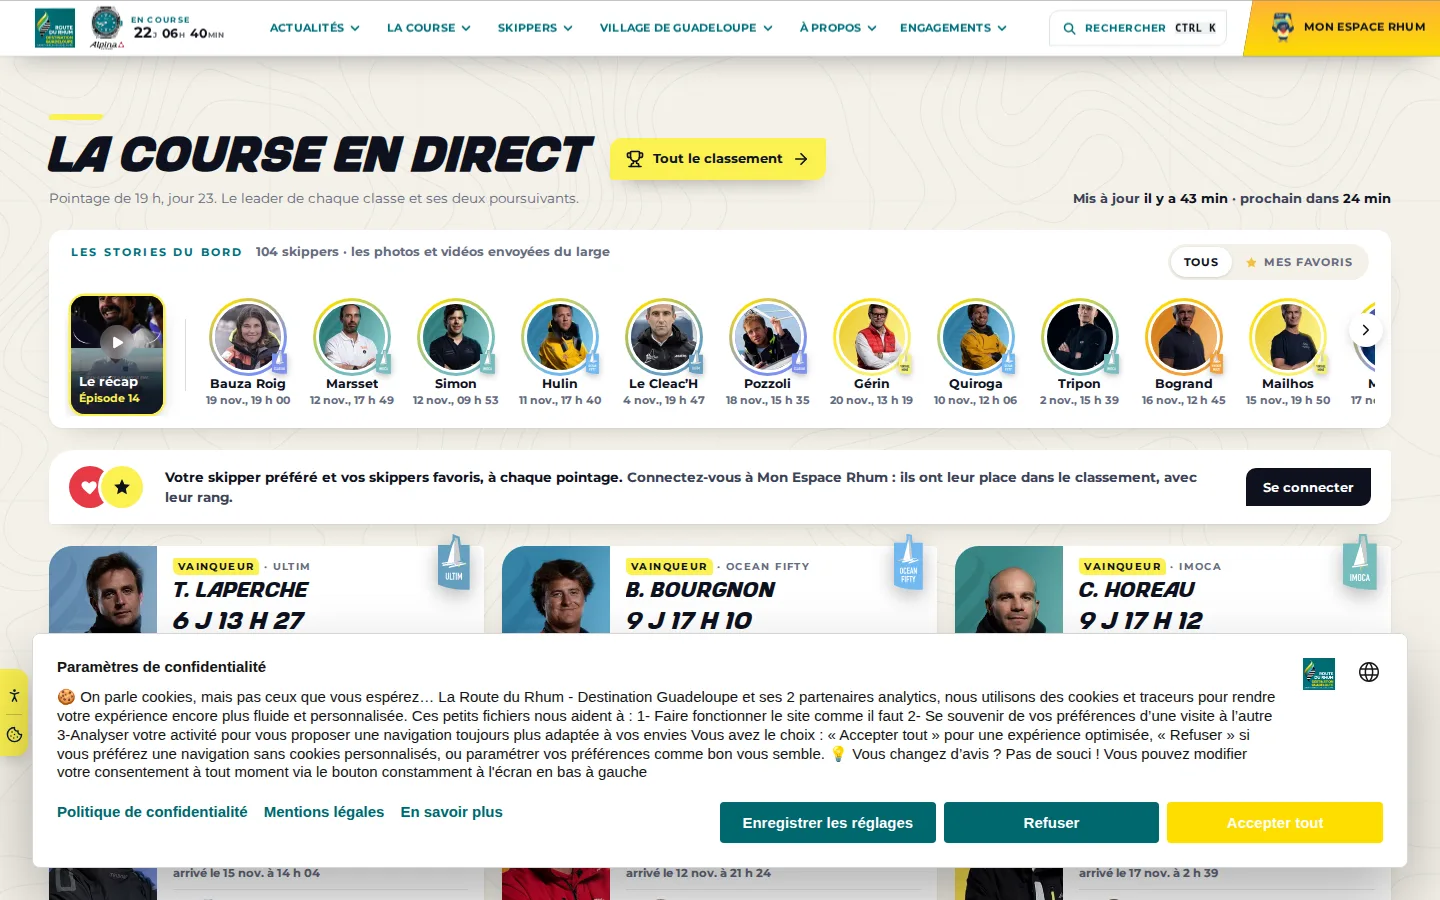 ROUTE DU RHUM
DESTINATION GUADELOUPE
Alpina
EN COURSE
22J 06H 40MIN
ACTUALITÉS
LA COURSE
SKIPPERS
VILLAGE DE GUADELOUPE
À PROPOS
ENGAGEMENTS
RECHERCHER CTRL K
MON ESPACE RHUM
LA COURSE EN DIRECT
Tout le classement
Pointage de 19 h, jour 23. Le leader de chaque classe et ses deux poursuivants.
Mis à jour il y a 43 min · prochain dans 24 min
LES STORIES DU BORD 104 skippers · les photos et vidéos envoyées du large
TOUS
MES FAVORIS
Le récap
Épisode 14
Bauza Roig
19 nov., 19 h 00
Marsset
12 nov., 17 h 49
Simon
12 nov., 09 h 53
Hulin
11 nov., 17 h 40
Le Cleac'H
4 nov., 19 h 47
Pozzoli
18 nov., 15 h 35
Gérin
20 nov., 13 h 19
Quiroga
10 nov., 12 h 06
Tripon
2 nov., 15 h 39
Bogrand
16 nov., 12 h 45
Mailhos
15 nov., 19 h 50
17 n
Votre skipper préféré et vos skippers favoris, à chaque pointage. Connectez-vous à Mon Espace Rhum : ils ont leur place dans le classement, avec
leur rang.
Se connecter
VAINQUEUR · ULTIM
T. LAPERCHE
6 J 13 H 27
ULTIM
VAINQUEUR · OCEAN FIFTY
B. BOURGNON
9 J 17 H 10
OCEAN FIFTY
VAINQUEUR · IMOCA
C. HOREAU
9 J 17 H 12
IMOCA
Paramètres de confidentialité
🍪 On parle cookies, mais pas ceux que vous espérez… La Route du Rhum - Destination Guadeloupe et ses 2 partenaires analytics, nous utilisons des cookies et traceurs pour rendre
votre expérience encore plus fluide et personnalisée. Ces petits fichiers nous aident à : 1- Faire fonctionner le site comme il faut 2- Se souvenir de vos préférences d'une visite à l'autre
3-Analyser votre activité pour vous proposer une navigation toujours plus adaptée à vos envies Vous avez le choix : « Accepter tout » pour une expérience optimisée, « Refuser » si
vous préférez une navigation sans cookies personnalisés, ou paramétrer vos préférences comme bon vous semble. 💡 Vous changez d'avis ? Pas de souci ! Vous pouvez modifier
votre consentement à tout moment via le bouton constamment à l'écran en bas à gauche
Politique de confidentialité
Mentions légales
En savoir plus
Enregistrer les réglages
Refuser
Accepter tout
arrivé le 15 nov. à 14 h 04
arrivé le 12 nov. à 21 h 24
arrivé le 17 nov. à 2 h 39